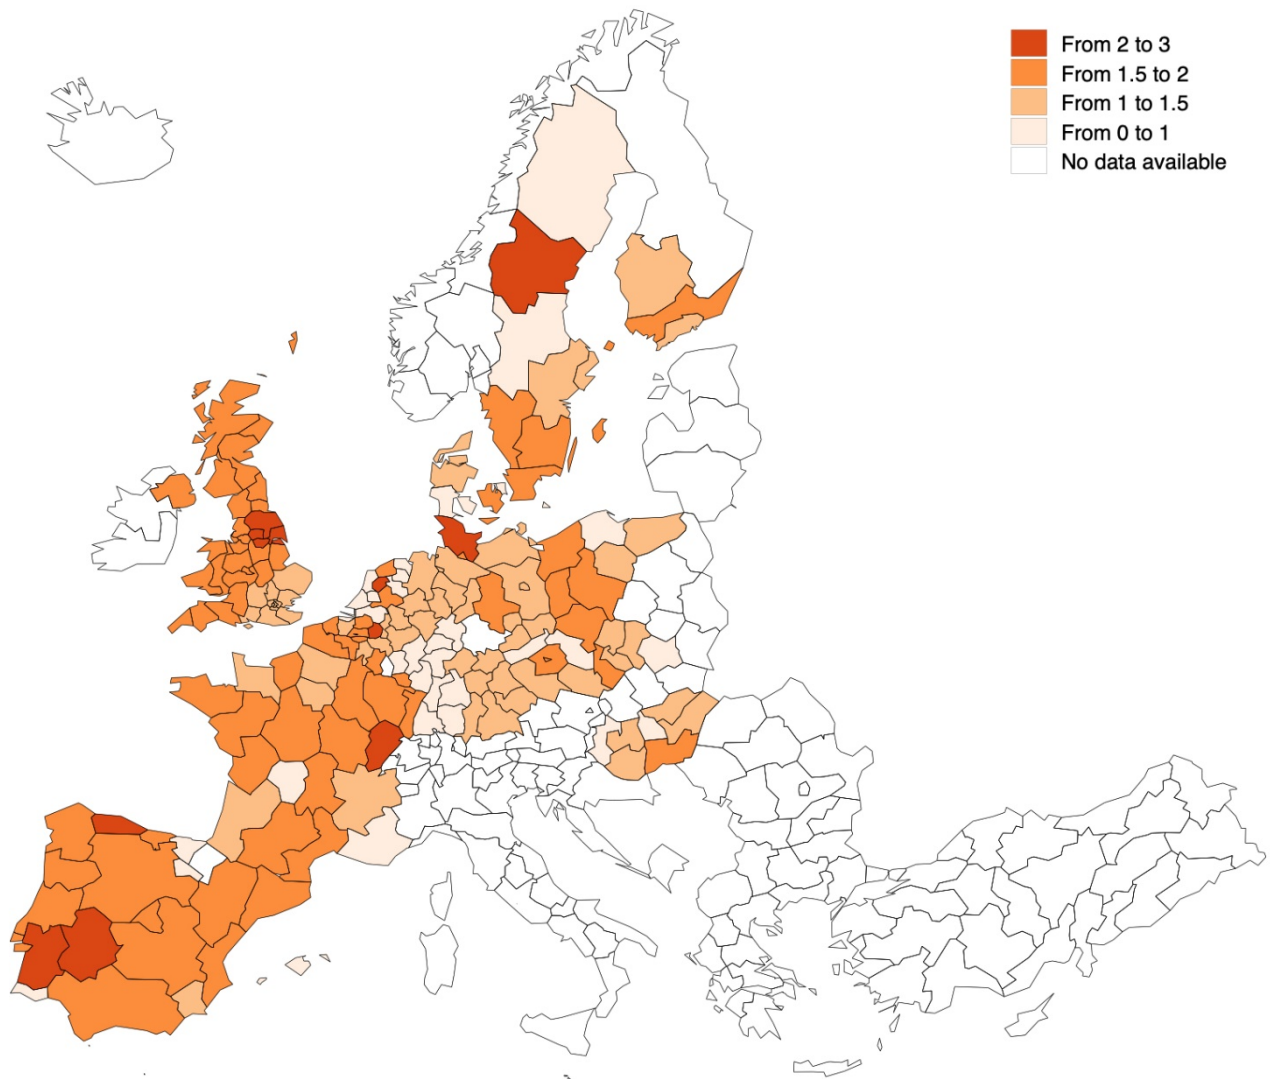 From 2 to 3
From 1.5 to 2
From 1 to 1.5
From 0 to 1
No data available